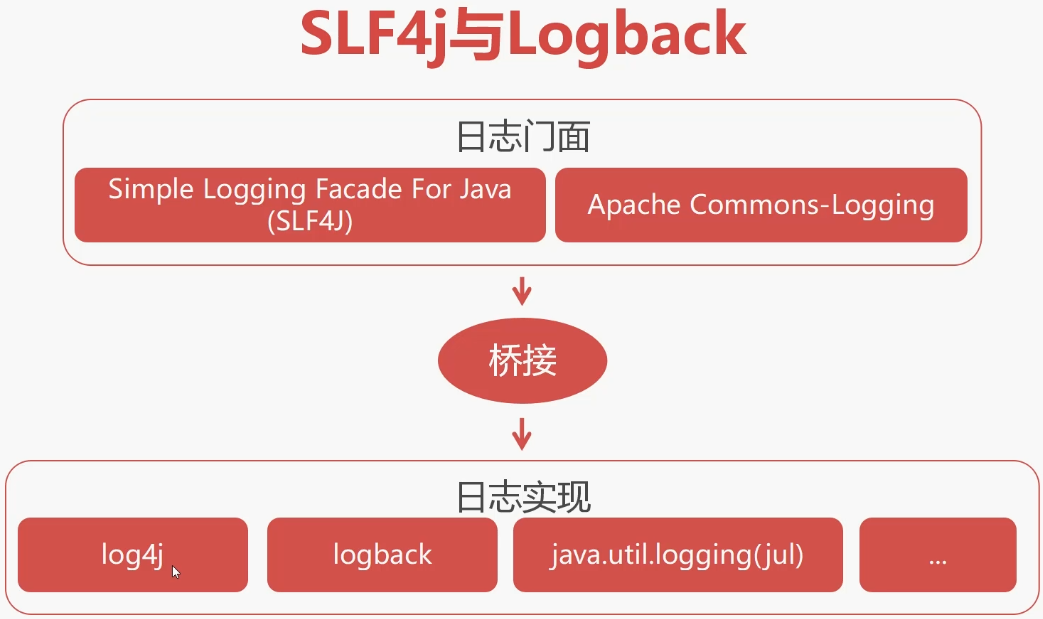 SLF4j与Logback
日志门面
Simple Logging Facade For Java
(SLF4J)
Apache Commons-Logging
桥接
日志实现
log4j
logback
java.util.logging(jul)
...